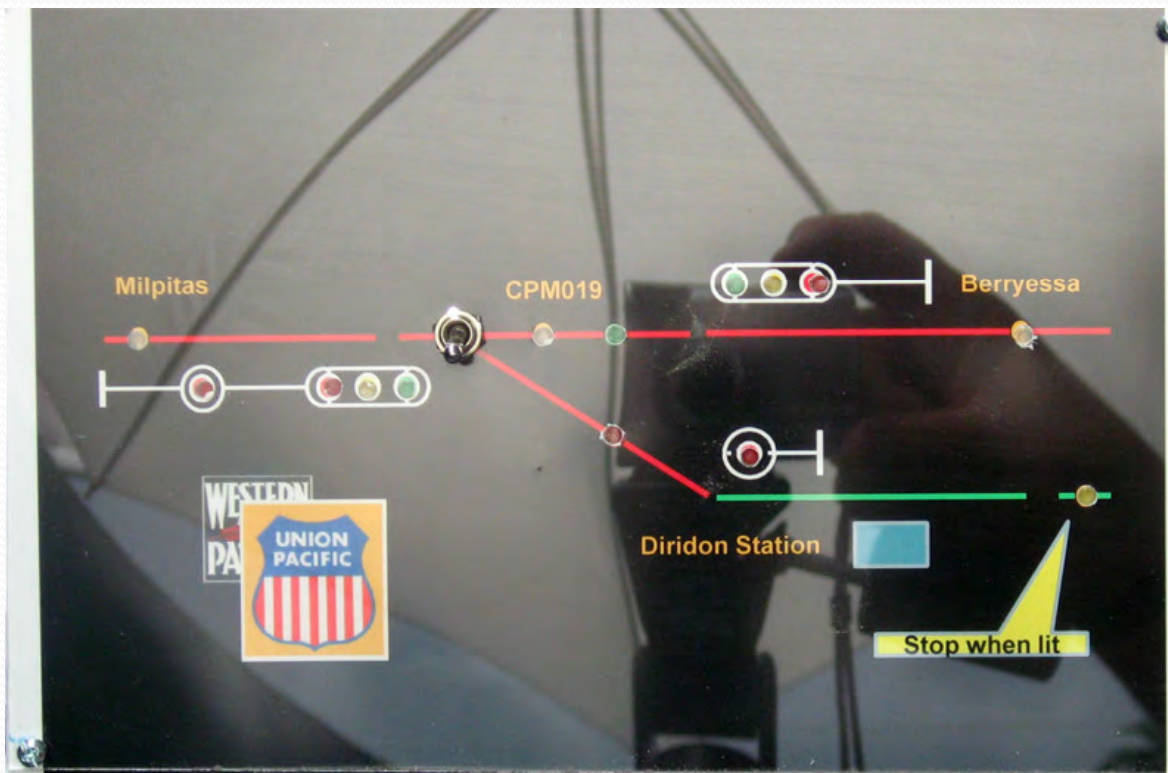 Milpitas
CPM019
Berryessa
WESTERN
PA
UNION
PACIFIC
Diridon Station
Stop when lit